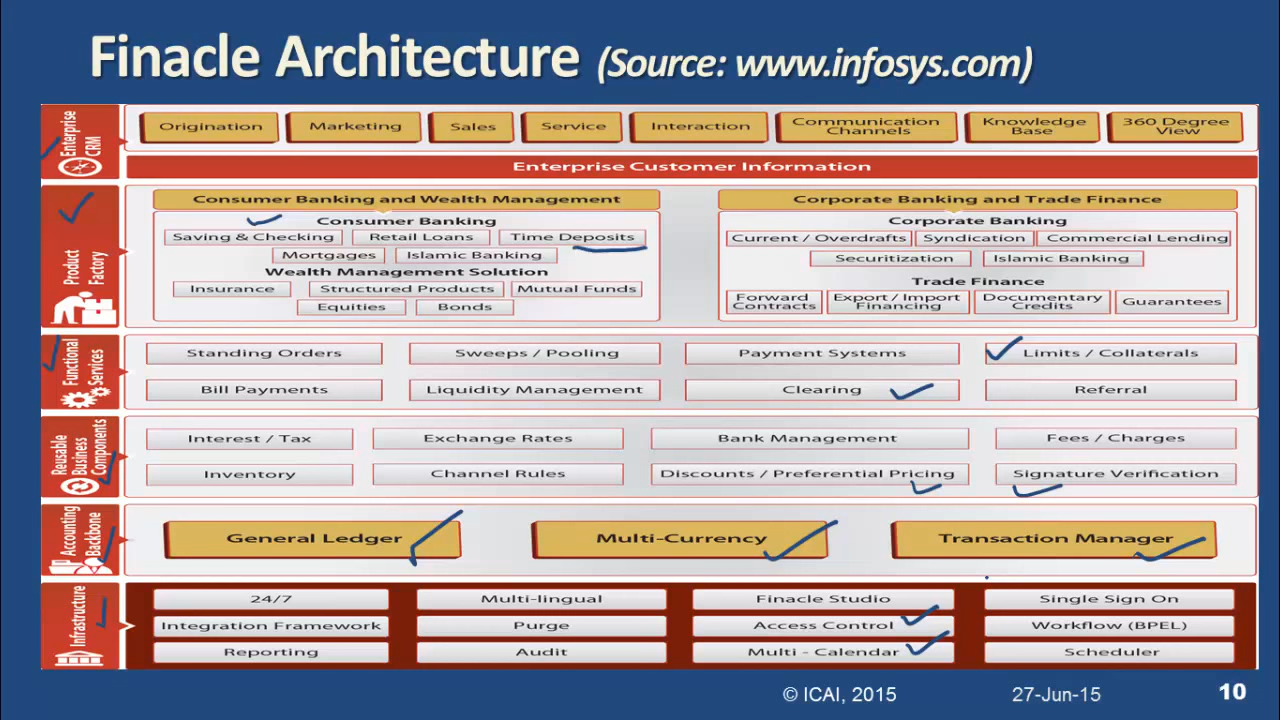 Finacle Architecture (Source: www.infosys.com)
Enterprise
CRM
Origination
Marketing
Sales
Service
Interaction
Communication
Channels
Knowledge
Base
360 Degree
View
Enterprise Customer Information
Product
Factory
Consumer Banking and Wealth Management
Consumer Banking
Saving & Checking
Retail Loans
Time Deposits
Mortgages
Islamic Banking
Wealth Management Solution
Insurance
Structured Products
Mutual Funds
Equities
Bonds
Corporate Banking and Trade Finance
Corporate Banking
Current / Overdrafts
Syndication
Commercial Lending
Securitization
Islamic Banking
Trade Finance
Forward
Contracts
Export / Import
Financing
Documentary
Credits
Guarantees
Functional
Services
Standing Orders
Sweeps / Pooling
Payment Systems
Limits / Collaterals
Bill Payments
Liquidity Management
Clearing
Referral
Reusable
Business
Components
Interest / Tax
Exchange Rates
Bank Management
Fees / Charges
Inventory
Channel Rules
Discounts / Preferential Pricing
Signature Verification
Accounting
Backbone
General Ledger
Multi-Currency
Transaction Manager
Infrastructure
24/7
Multi-lingual
Finacle Studio
Single Sign On
Integration Framework
Purge
Access Control
Workflow (BPEL)
Reporting
Audit
Multi - Calendar
Scheduler
© ICAI, 2015
27-Jun-15
10